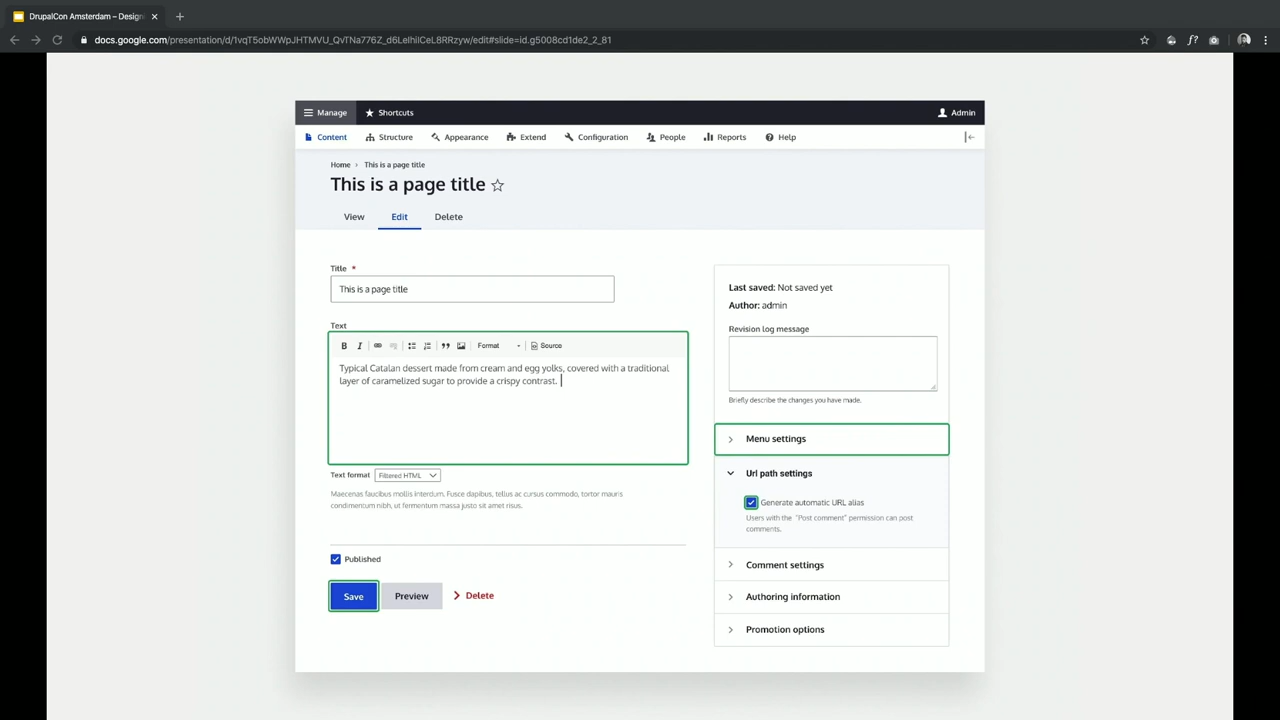 DrupalCon Amsterdam – Designi
docs.google.com/presentation/d/1vqT5obWWpJHTMVU_QvTNa776Z_d6LelhiICeL8RRzyw/edit#slide=id.g5008cd1de2_2_81
Manage Shortcuts Admin
Content Structure Appearance Extend Configuration People Reports Help
Home › This is a page title
This is a page title
View Edit Delete
Title *
This is a page title
Text
B I Format Source
Typical Catalan dessert made from cream and egg yolks, covered with a traditional
layer of caramelized sugar to provide a crispy contrast.
Text format Filtered HTML
Maecenas faucibus mollis interdum. Fusce dapibus, tellus ac cursus commodo, tortor mauris
condimentum nibh, ut fermentum massa justo sit amet risus.
Published
Save Preview Delete
Last saved: Not saved yet
Author: admin
Revision log message
Briefly describe the changes you have made.
Menu settings
Url path settings
Generate automatic URL alias
Users with the "Post comment" permission can post
comments.
Comment settings
Authoring information
Promotion options